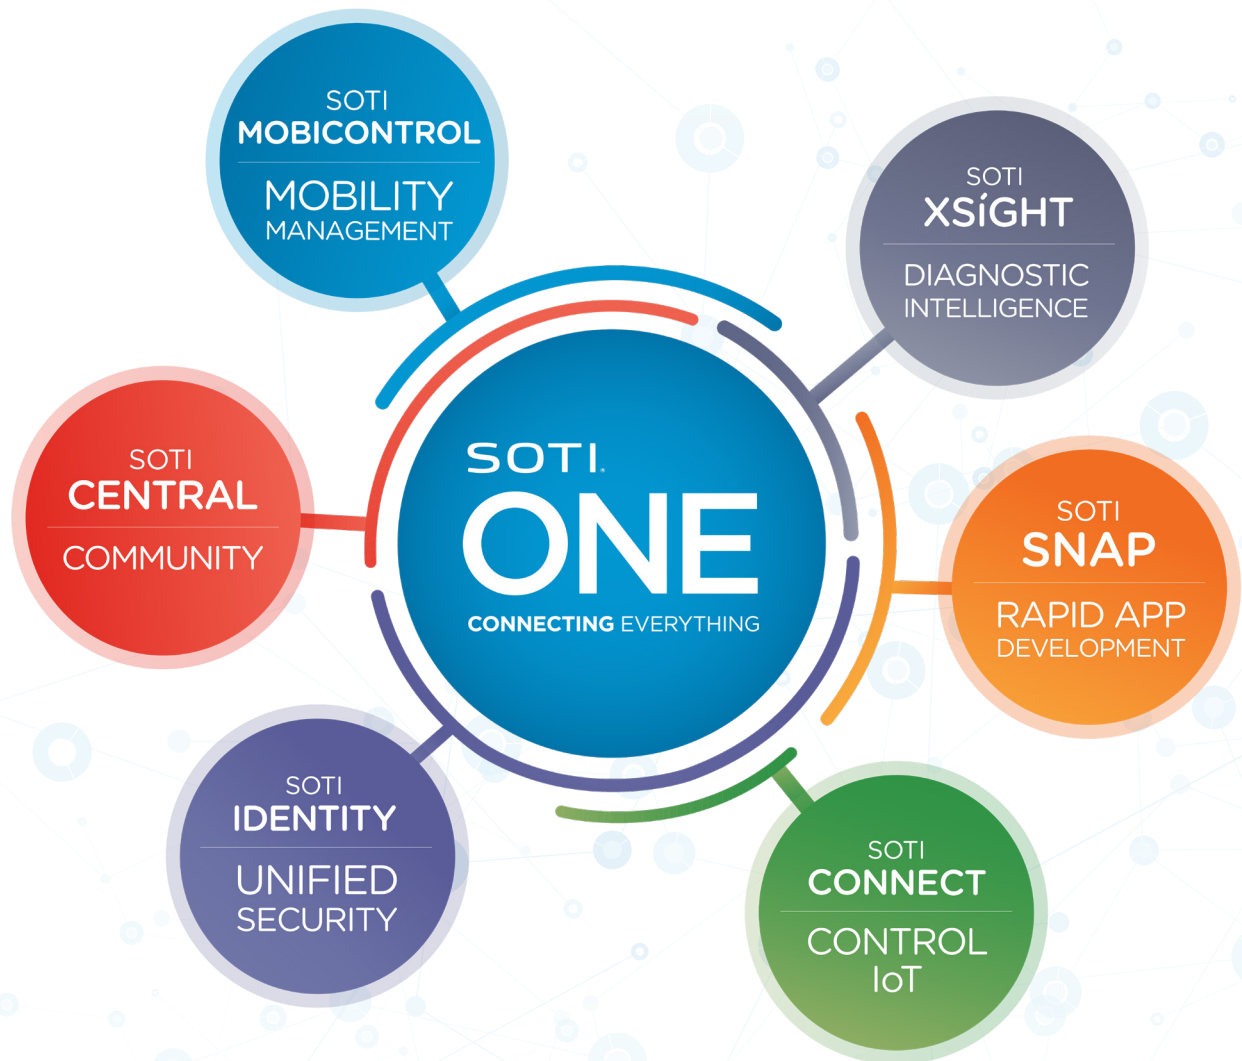 SOTI
MOBICONTROL
MOBILITY
MANAGEMENT
SOTI
XSíGHT
DIAGNOSTIC
INTELLIGENCE
SOTI
CENTRAL
COMMUNITY
SOTI.
ONE
CONNECTING EVERYTHING
SOTI
SNAP
RAPID APP
DEVELOPMENT
SOTI
IDENTITY
UNIFIED
SECURITY
SOTI
CONNECT
CONTROL
IoT